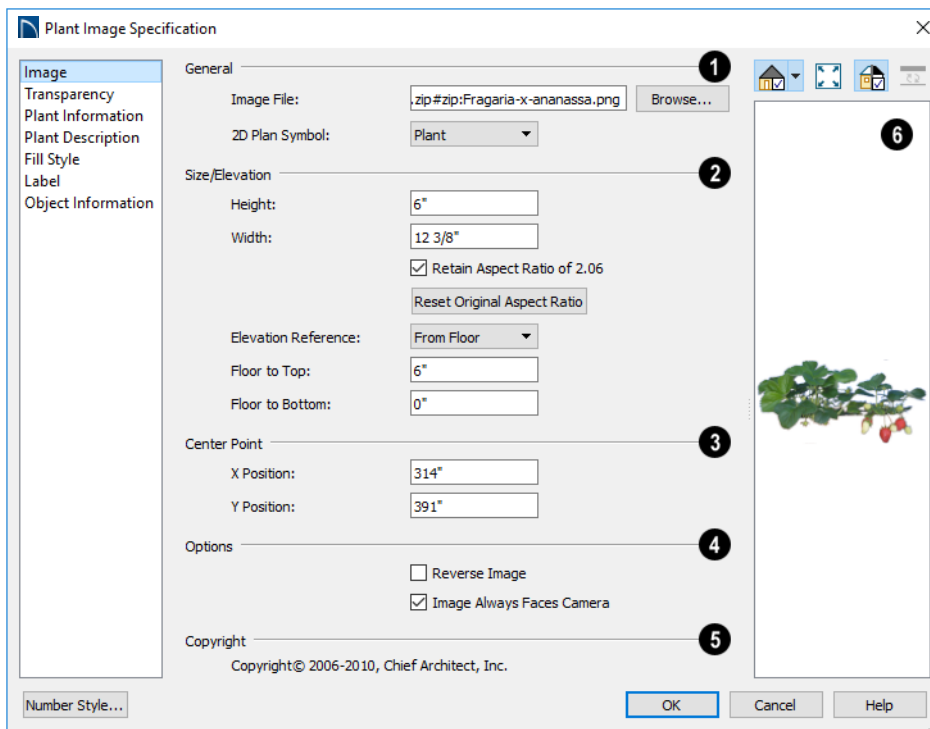 Plant Image Specification
Image
Transparency
Plant Information
Plant Description
Fill Style
Label
Object Information
General
1
Image File:
.zip#zip:Fragaria-x-ananassa.png
Browse...
2D Plan Symbol:
Plant
Size/Elevation
2
Height:
6"
Width:
12 3/8"
Retain Aspect Ratio of 2.06
Reset Original Aspect Ratio
Elevation Reference:
From Floor
Floor to Top:
6"
Floor to Bottom:
0"
Center Point
3
X Position:
314"
Y Position:
391"
Options
4
Reverse Image
Image Always Faces Camera
Copyright
5
Copyright© 2006-2010, Chief Architect, Inc.
6
Number Style...
OK
Cancel
Help